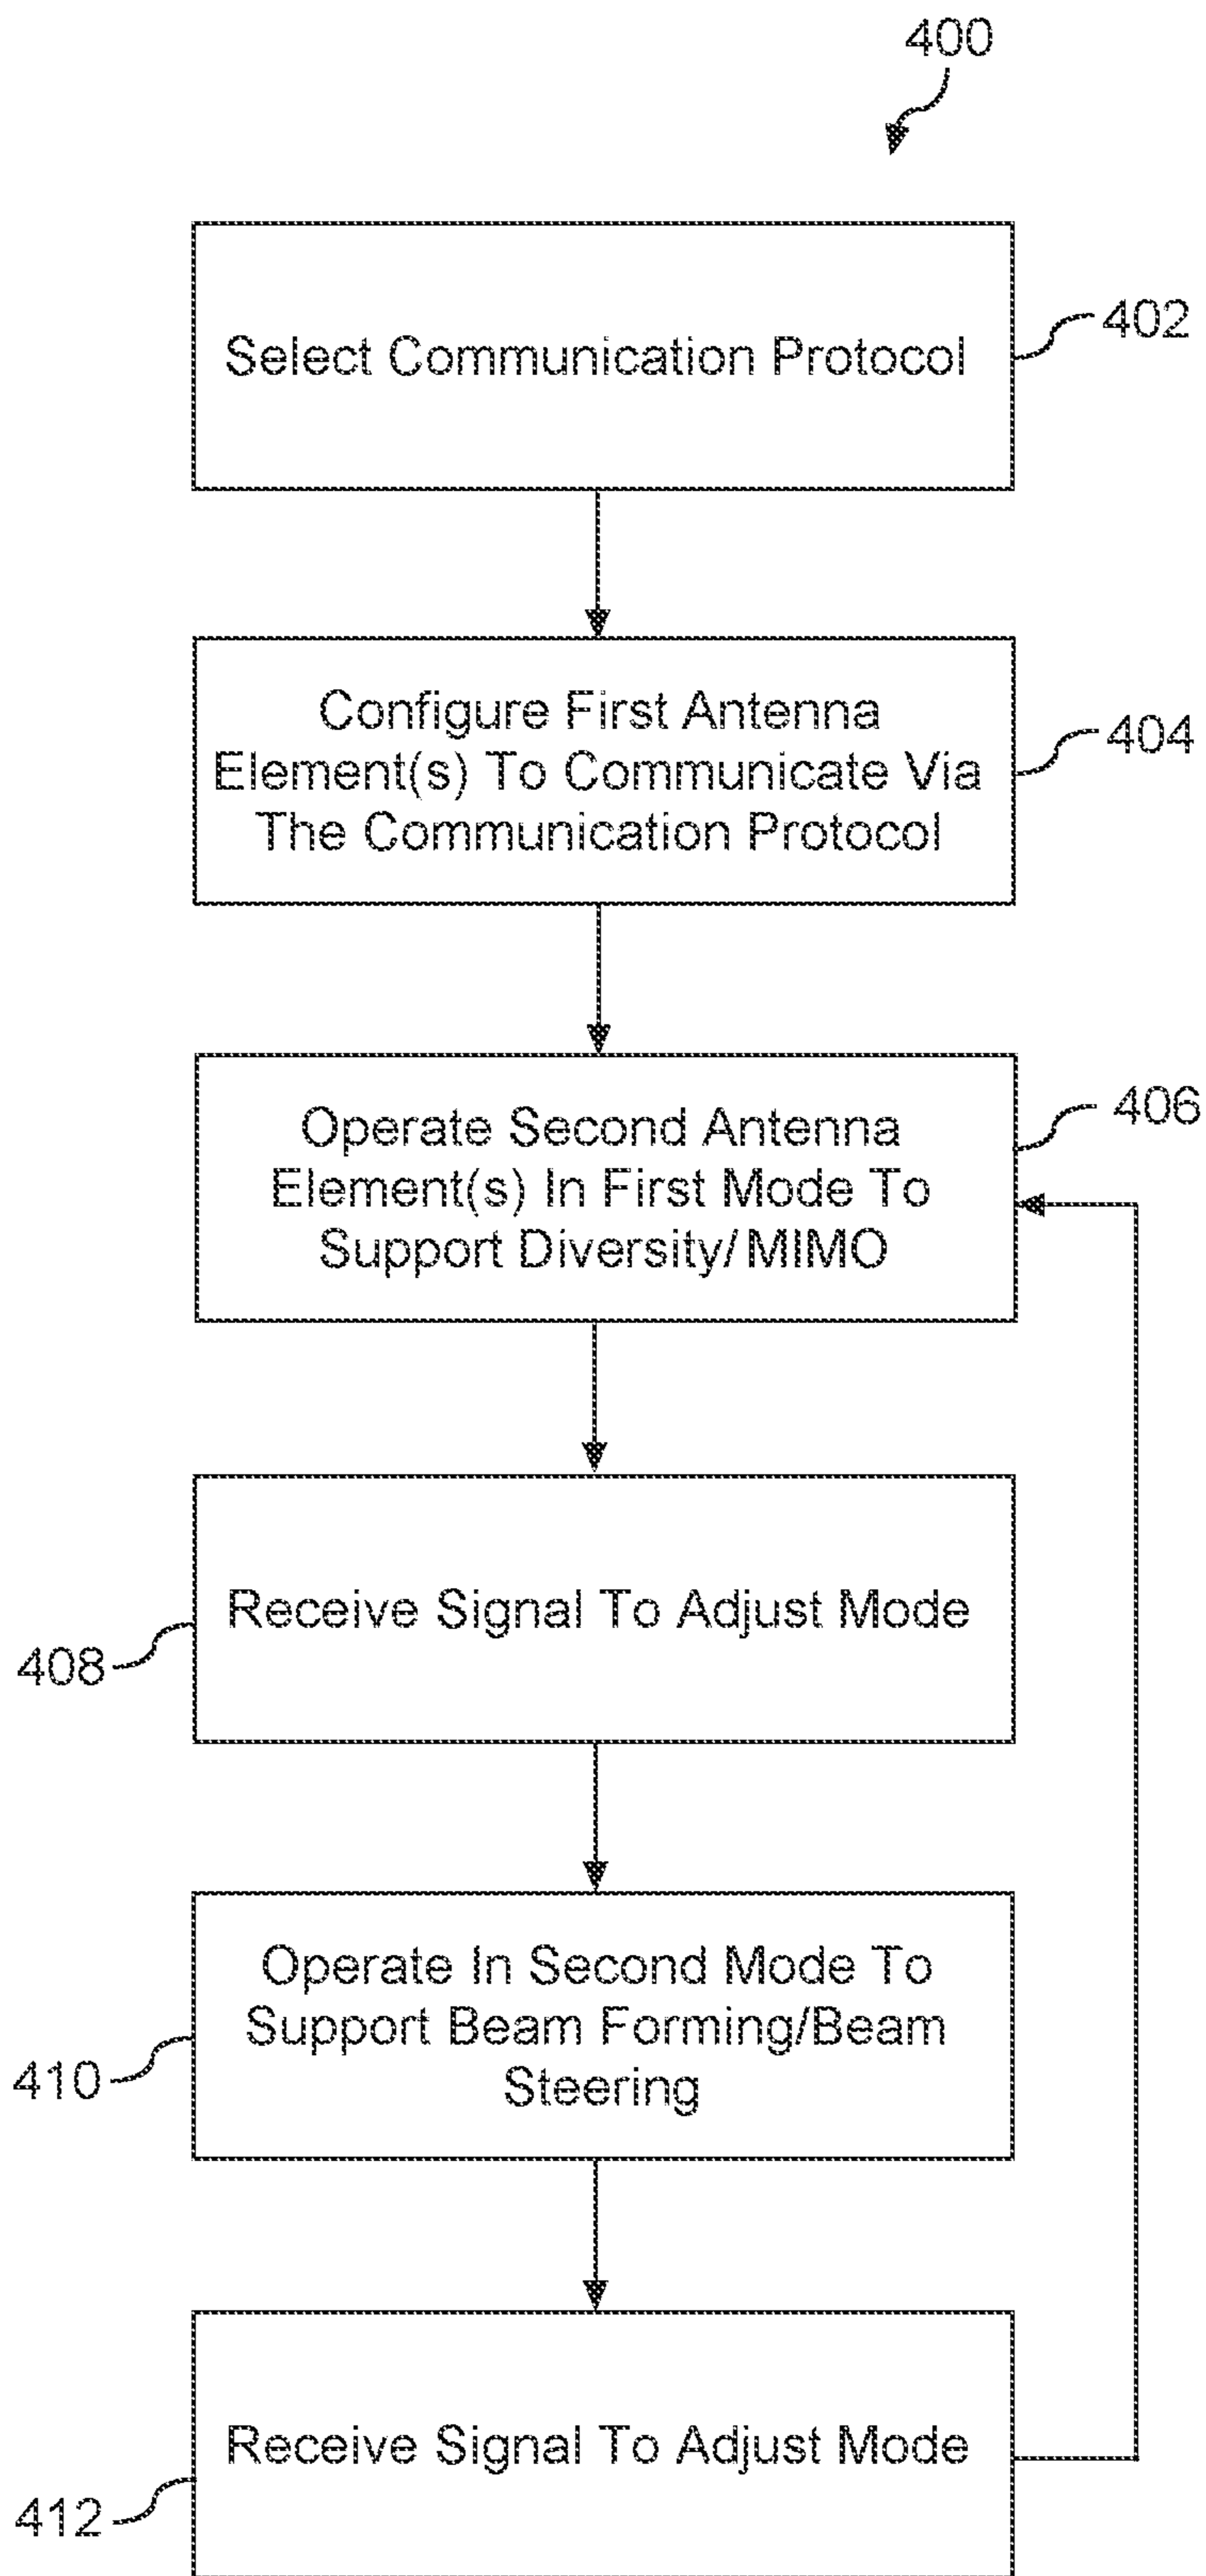 400
Select Communication Protocol
402
Configure First Antenna
Element(s) To Communicate Via
The Communication Protocol
404
Operate Second Antenna
Element(s) In First Mode To
Support Diversity/MIMO
406
Receive Signal To Adjust Mode
408
Operate In Second Mode To
Support Beam Forming/Beam
Steering
410
Receive Signal To Adjust Mode
412